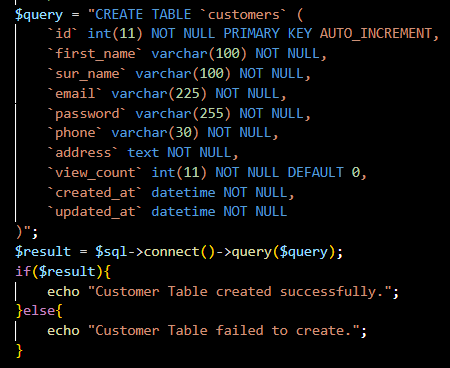 $query = "CREATE TABLE `customers` (
`id` int(11) NOT NULL PRIMARY KEY AUTO_INCREMENT,
`first_name` varchar(100) NOT NULL,
`sur_name` varchar(100) NOT NULL,
`email` varchar(225) NOT NULL,
`password` varchar(255) NOT NULL,
`phone` varchar(30) NOT NULL,
`address` text NOT NULL,
`view_count` int(11) NOT NULL DEFAULT 0,
`created_at` datetime NOT NULL,
`updated_at` datetime NOT NULL
)";
$result = $sql->connect()->query($query);
if($result){
echo "Customer Table created successfully.";
}else{
echo "Customer Table failed to create.";
}